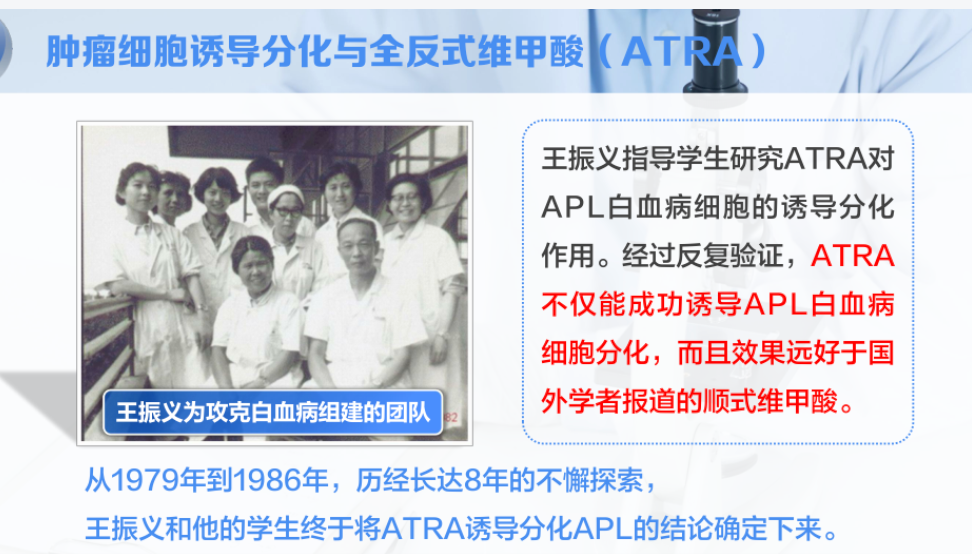 肿瘤细胞诱导分化与全反式维甲酸（ATRA）
王振义指导学生研究ATRA对
APL白血病细胞的诱导分化
作用。经过反复验证，ATRA
不仅能成功诱导APL白血病
细胞分化，而且效果远好于国
外学者报道的顺式维甲酸。
王振义为攻克白血病组建的团队
82
从1979年到1986年，历经长达8年的不懈探索，
王振义和他的学生终于将ATRA诱导分化APL的结论确定下来。